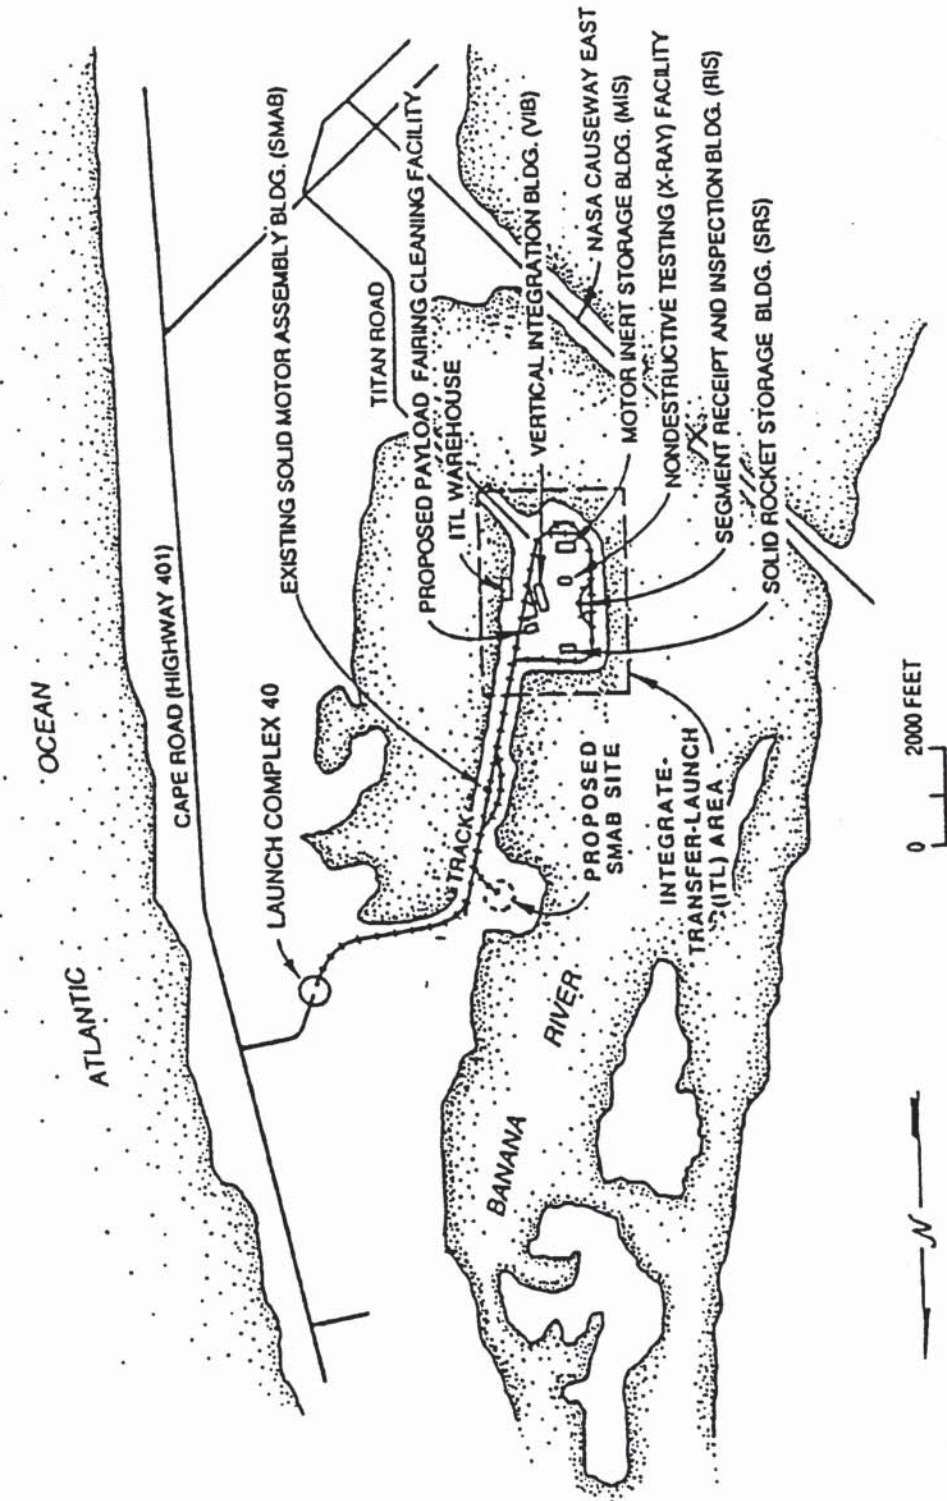 ATLANTIC
OCEAN
CAPE ROAD (HIGHWAY 401)
LAUNCH COMPLEX 40
EXISTING SOLID MOTOR ASSEMBLY BLDG. (SMAB)
TITAN ROAD
PROPOSED PAYLOAD FAIRING CLEANING FACILITY
ITL WAREHOUSE
VERTICAL INTEGRATION BLDG. (VIB)
NASA CAUSEWAY EAST
MOTOR INERT STORAGE BLDG. (MIS)
NONDESTRUCTIVE TESTING (X-RAY) FACILITY
SEGMENT RECEIPT AND INSPECTION BLDG. (RIS)
SOLID ROCKET STORAGE BLDG. (SRS)
TRACK
PROPOSED
SMAB SITE
INTEGRATE-
TRANSFER-LAUNCH
(ITL) AREA
BANANA
RIVER
N
0 2000 FEET